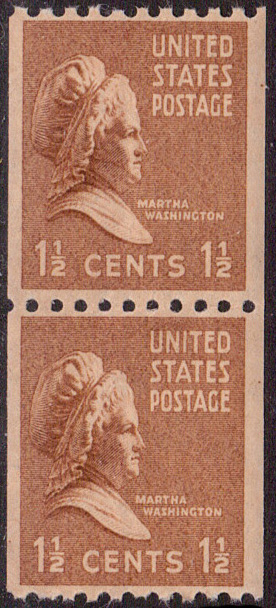 UNITED
STATES
POSTAGE
MARTHA
WASHINGTON
1½ CENTS 1½
UNITED
STATES
POSTAGE
MARTHA
WASHINGTON
1½ CENTS 1½